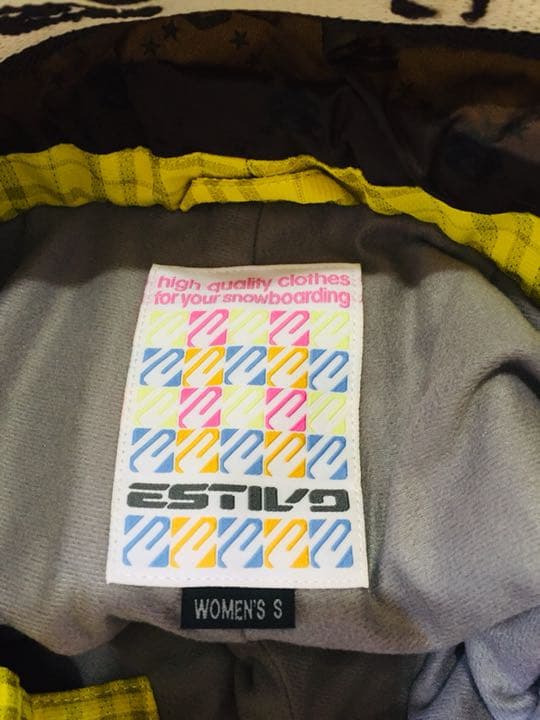 high quality clothes
for your snowboarding
ESTIVO
WOMEN'S S